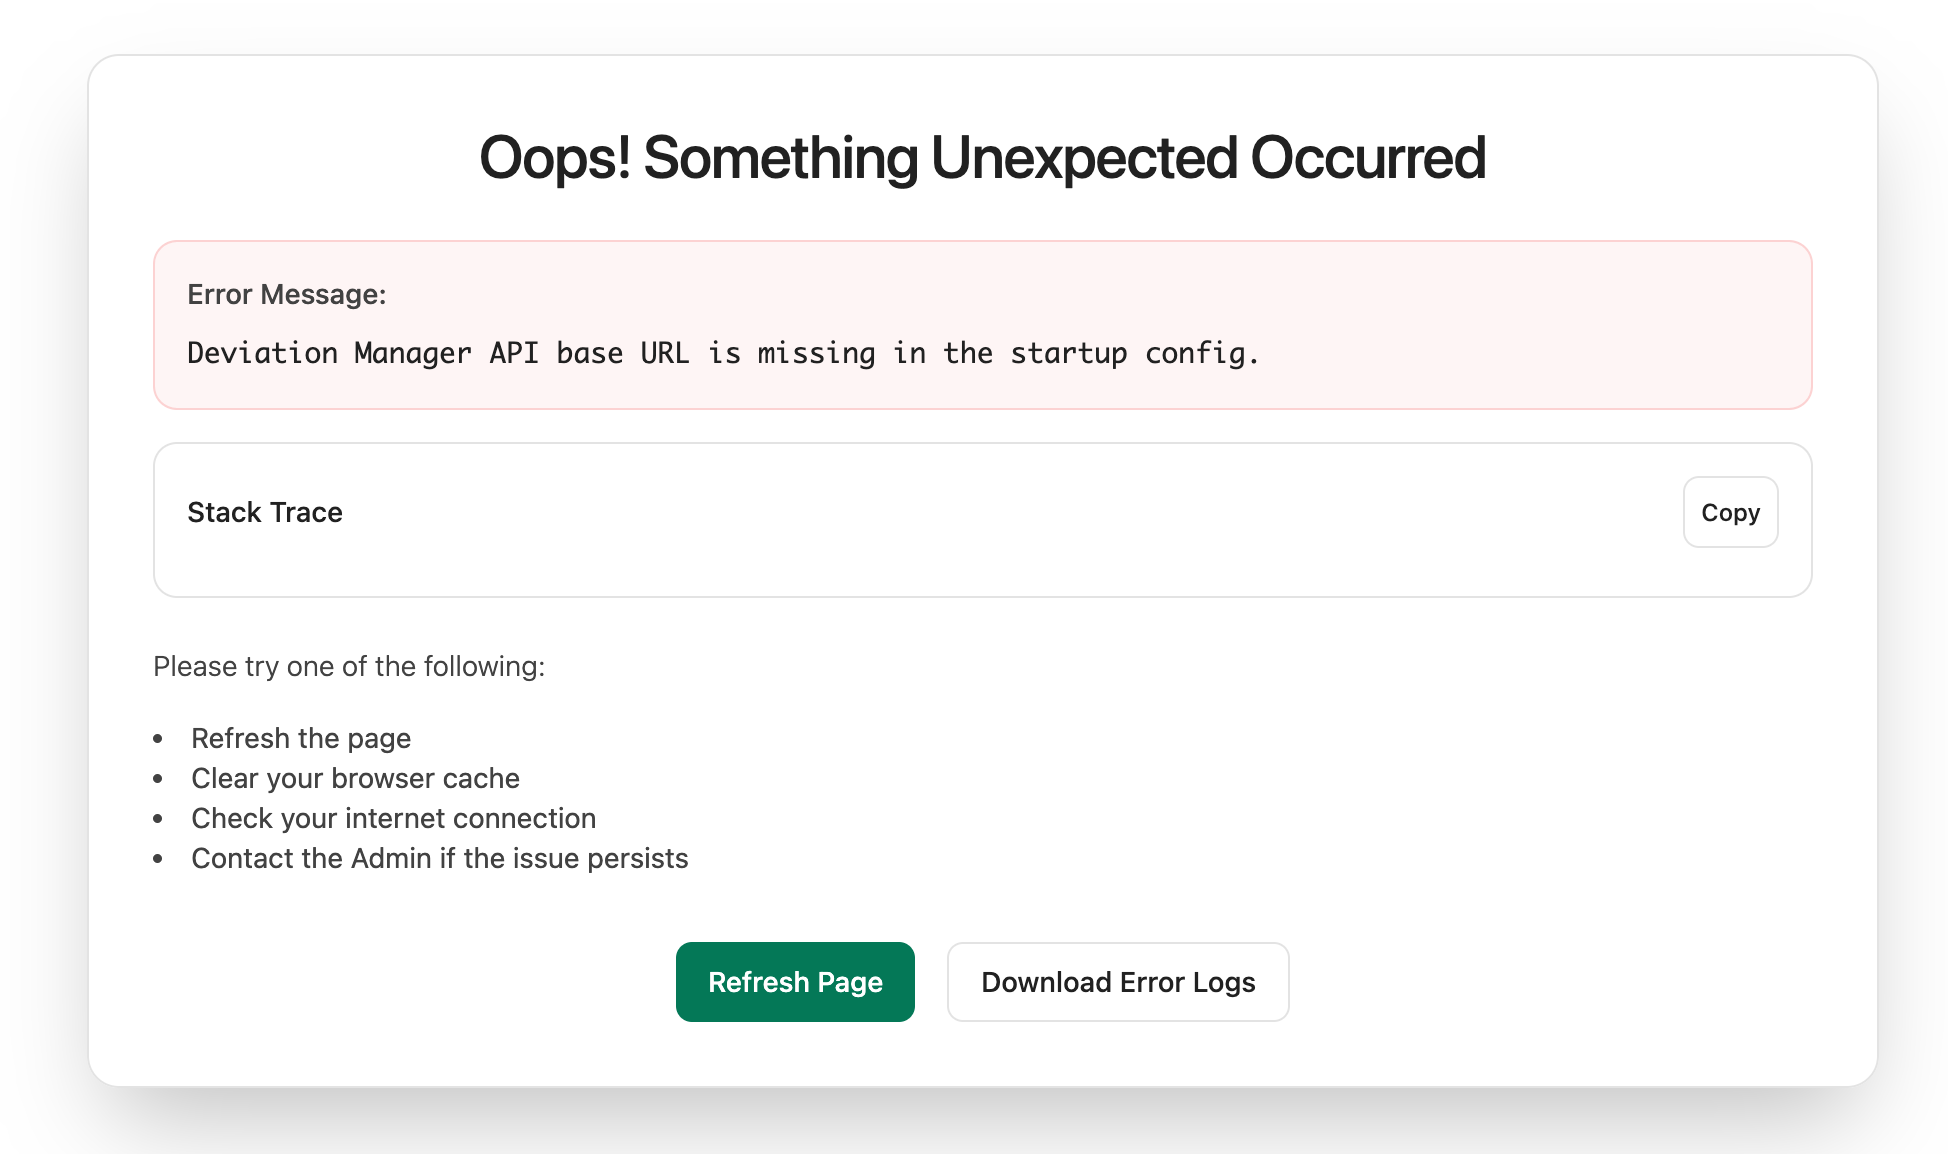 Oops! Something Unexpected Occurred
Error Message:
Deviation Manager API base URL is missing in the startup config.
Stack Trace
Copy
Please try one of the following:
• Refresh the page
• Clear your browser cache
• Check your internet connection
• Contact the Admin if the issue persists
Refresh Page
Download Error Logs